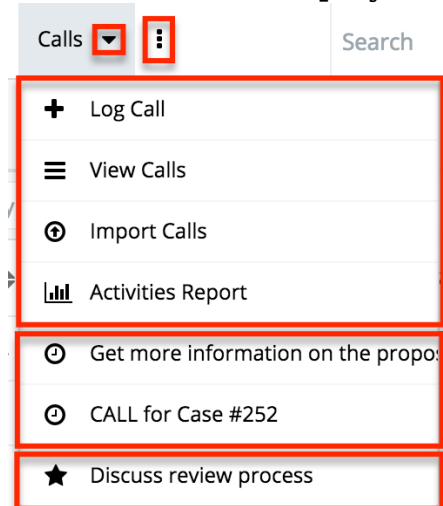 Calls Search
Log Call
View Calls
Import Calls
Activities Report
Get more information on the propo
CALL for Case #252
Discuss review process